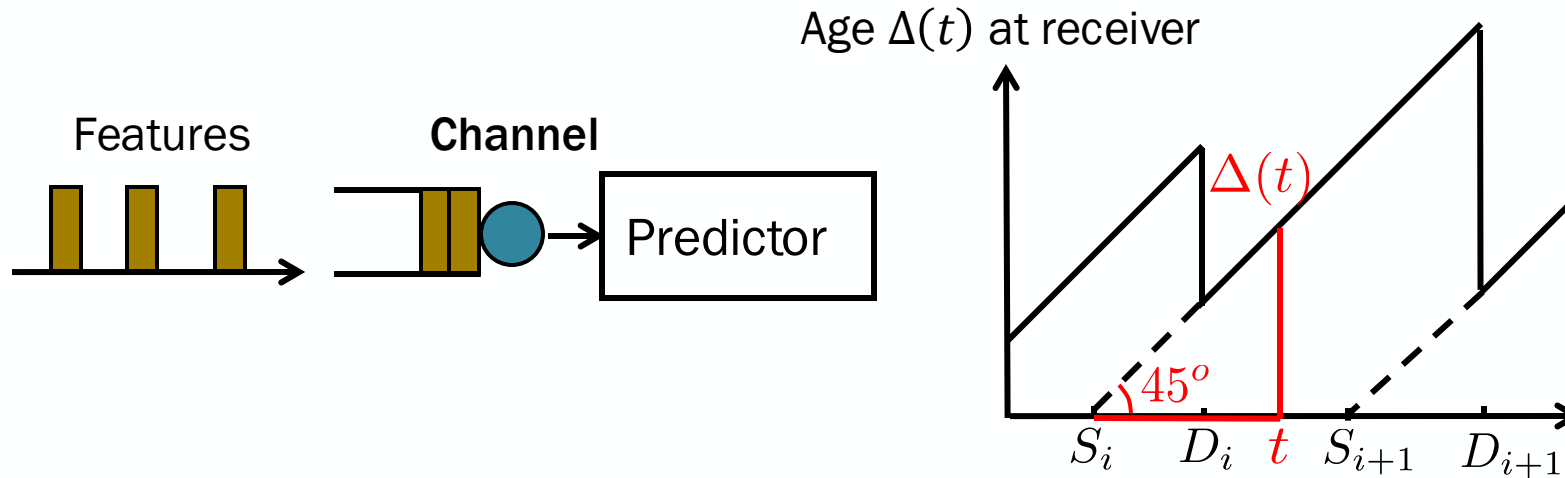 Age Δ(t) at receiver
Features
Channel
Predictor
Δ(t)
45°
S_i
D_i
t
S_{i+1}
D_{i+1}